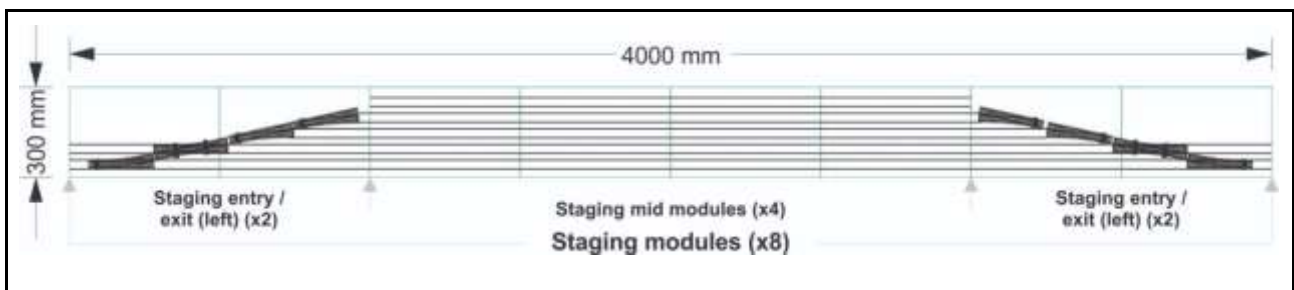 4000 mm
300 mm
Staging entry /
exit (left) (x2)
Staging mid modules (x4)
Staging entry /
exit (left) (x2)
Staging modules (x8)